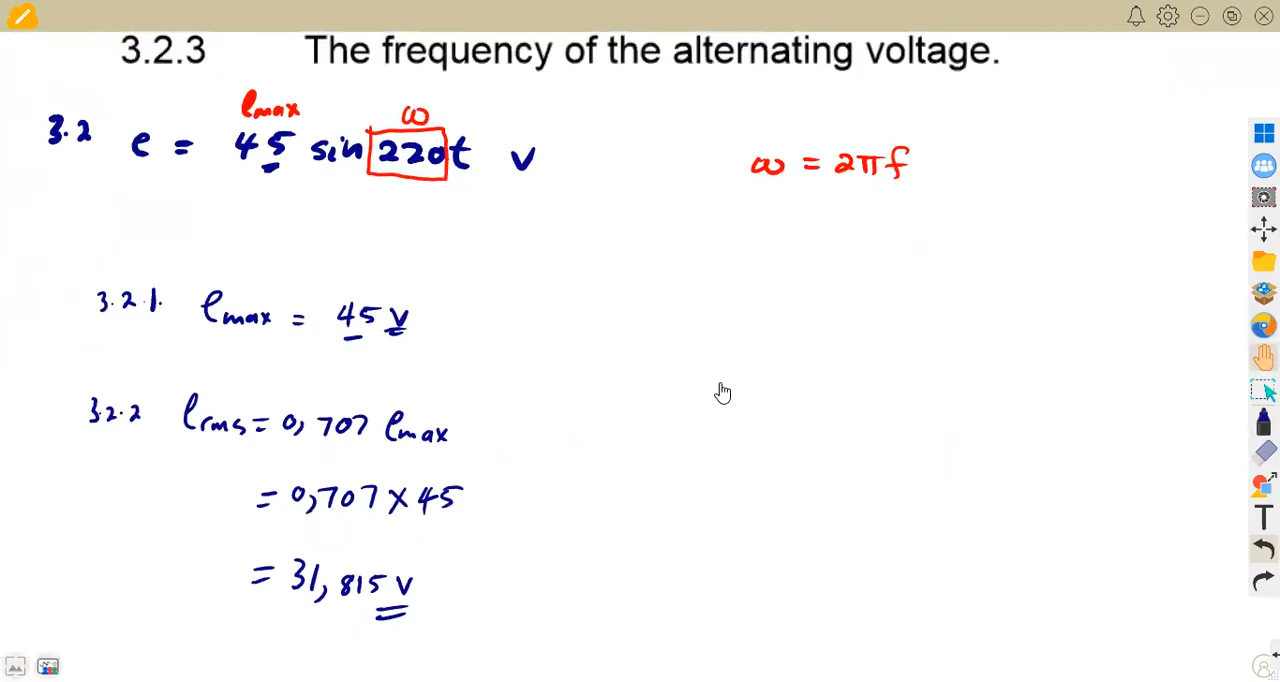 3.2.3 The frequency of the alternating voltage.
emax ω
3.2 e = 45 sin 220t v
ω = 2πf
3.2.1. emax = 45 v
3.2.2 erms = 0,707 emax
= 0,707 × 45
= 31,815 v
T